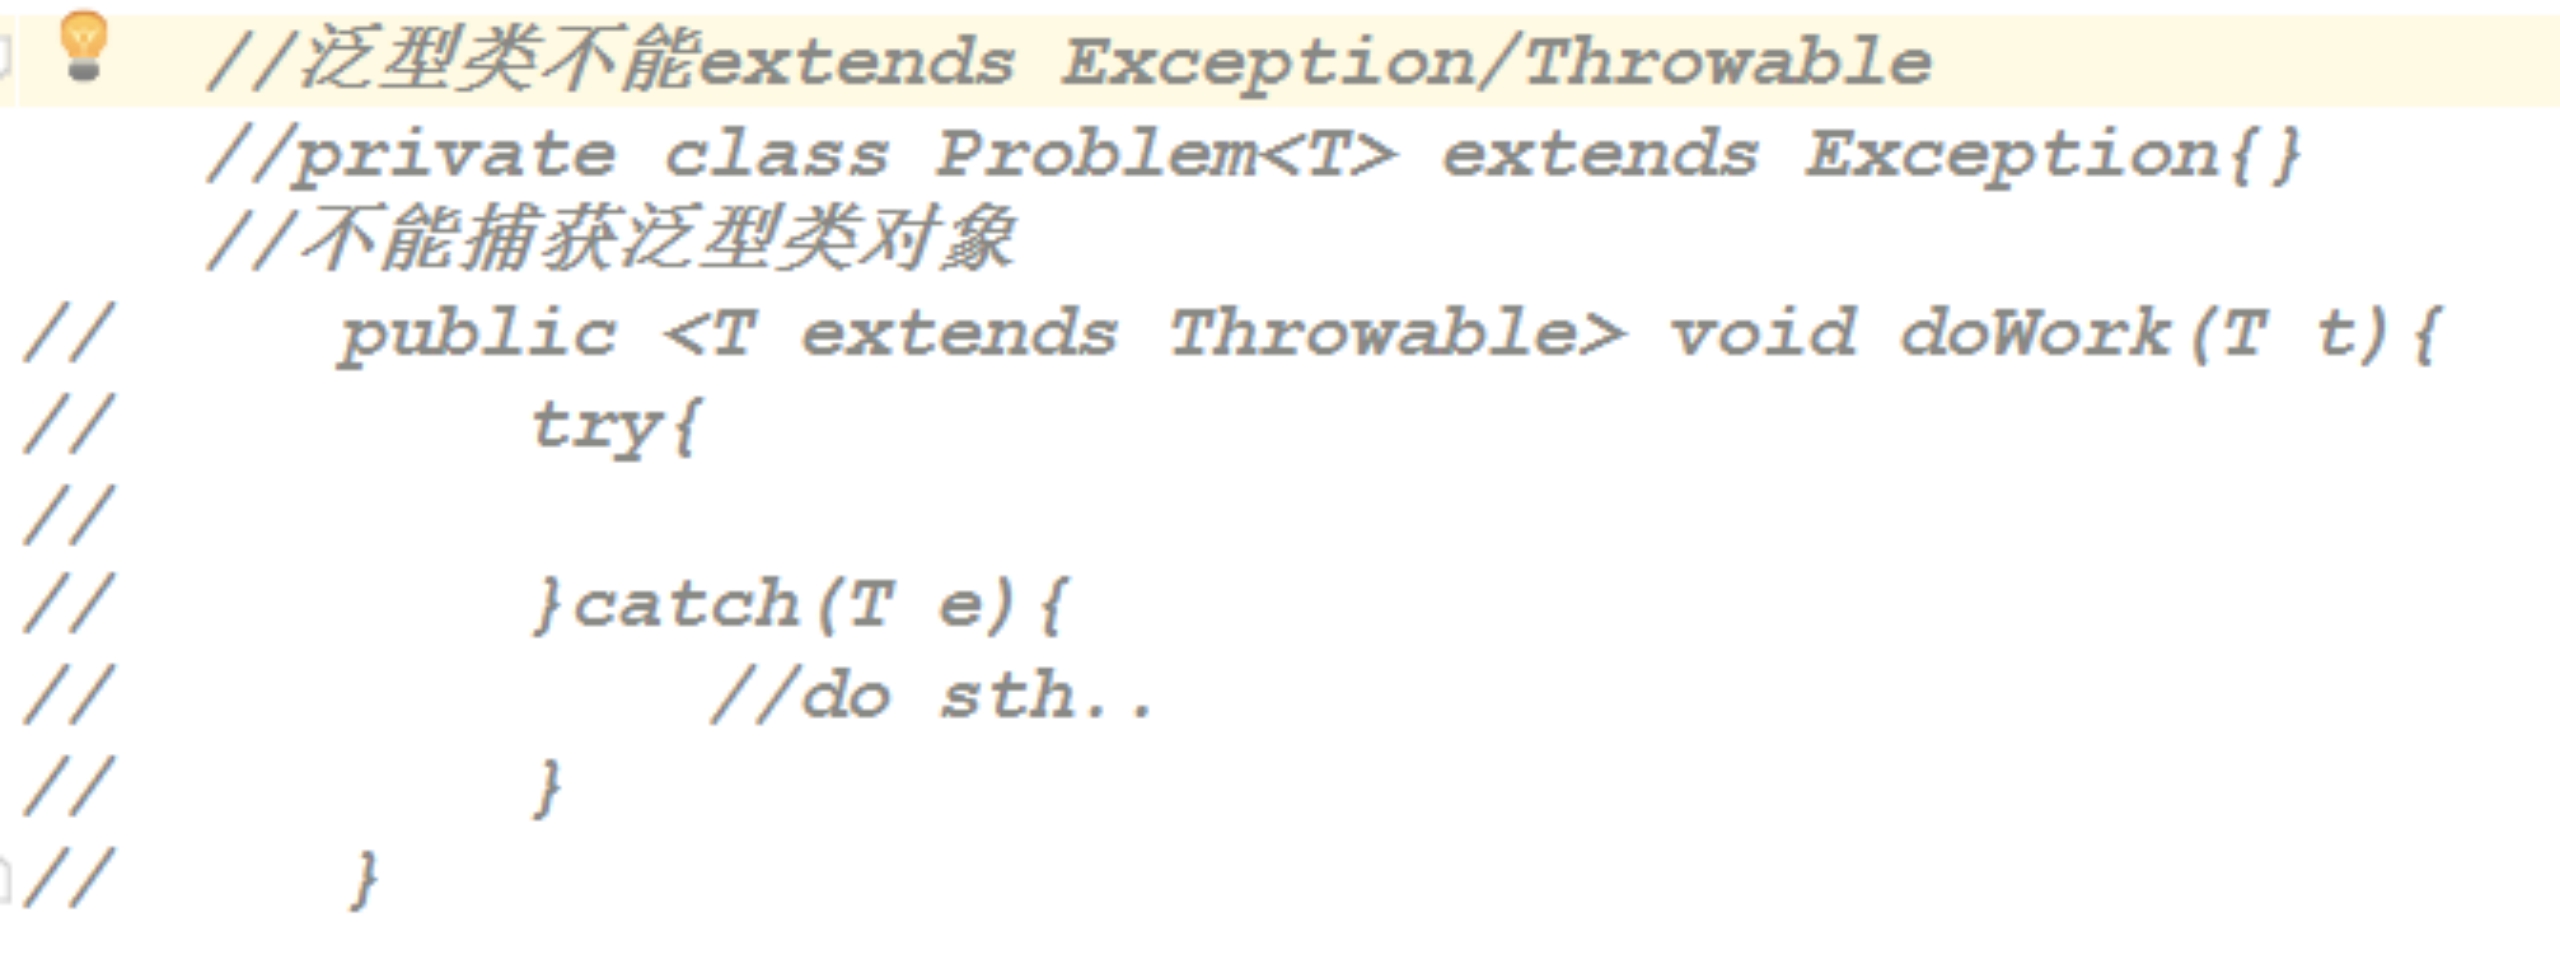 //泛型类不能extends Exception/Throwable
//private class Problem<T> extends Exception{}
//不能捕获泛型类对象
//     public <T extends Throwable> void doWork(T t){
//         try{
//
//         }catch(T e){
//             //do sth..
//         }
//     }